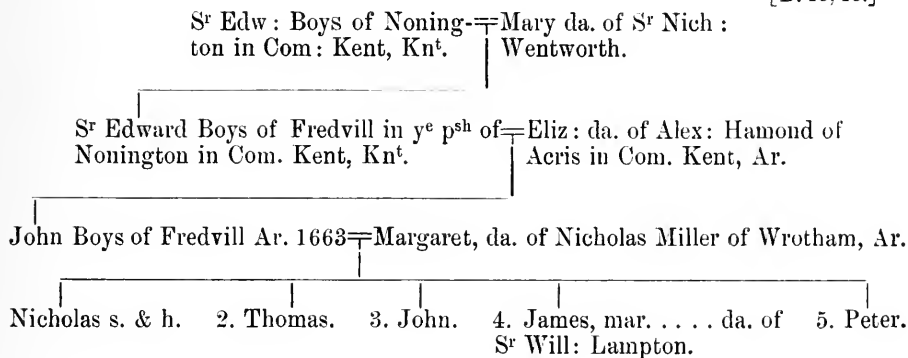 Sʳ Edw : Boys of Noning-╤Mary da. of Sʳ Nich :
ton in Com : Kent, Knᵗ. Wentworth.
Sʳ Edward Boys of Fredvill in yᵉ pˢʰ of╤Eliz : da. of Alex : Hamond of
Nonington in Com. Kent, Knᵗ. Acris in Com. Kent, Ar.
John Boys of Fredvill Ar. 1663╤Margaret, da. of Nicholas Miller of Wrotham, Ar.
Nicholas s. & h. 2. Thomas. 3. John. 4. James, mar. . . . . da. of 5. Peter.
Sʳ Will : Lampton.